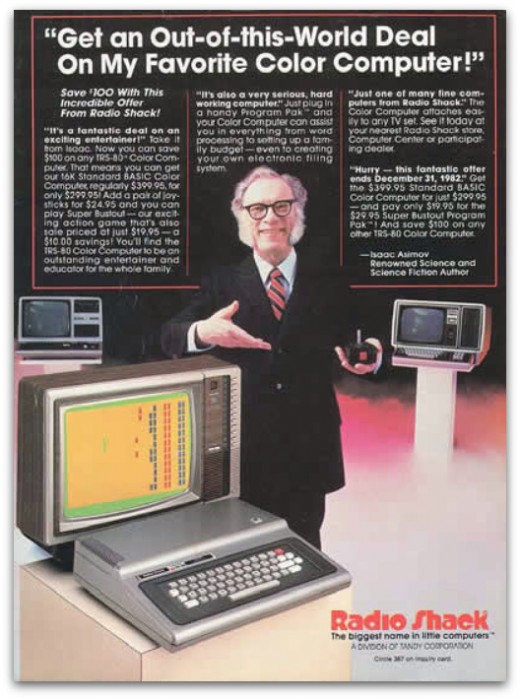 “Get an Out-of-this-World Deal
On My Favorite Color Computer!”
Save $100 With This
Incredible Offer
From Radio Shack!
“It's a fantastic deal on an
exciting entertainer!” Take it
from Isaac. Now you can save
$100 on any TRS-80® Color Com-
puter. That means you can get
our 16K Standard BASIC Color
Computer, regularly $399.95, for
only $299.95! Add a pair of joy-
sticks for $24.95 and you can
play Super Bustout — our excit-
ing action game that's also
sale priced at just $19.95 — a
$10.00 savings! You'll find the
TRS-80 Color Computer to be an
outstanding entertainer and
educator for the whole family.
“It's also a very serious, hard
working computer.” Just plug in
a handy Program Pak™ and
your Color Computer can assist
you in everything from word
processing to setting up a fam-
ily budget — even to creating
your own electronic filing
system.
“Just one of many fine com-
puters from Radio Shack.” The
Color Computer attaches eas-
ily to any TV set. See it today at
your nearest Radio Shack store,
Computer Center or participat-
ing dealer.
“Hurry — this fantastic offer
ends December 31, 1982.” Get
the $399.95 Standard BASIC
Color Computer for just $299.95
— and pay only $19.95 for the
$29.95 Super Bustout Program
Pak™! And save $100 on any
other TRS-80 Color Computer.
—Isaac Asimov
Renowned Science and
Science Fiction Author
Radio Shack
The biggest name in little computers™
A DIVISION OF TANDY CORPORATION
Circle 367 on inquiry card.